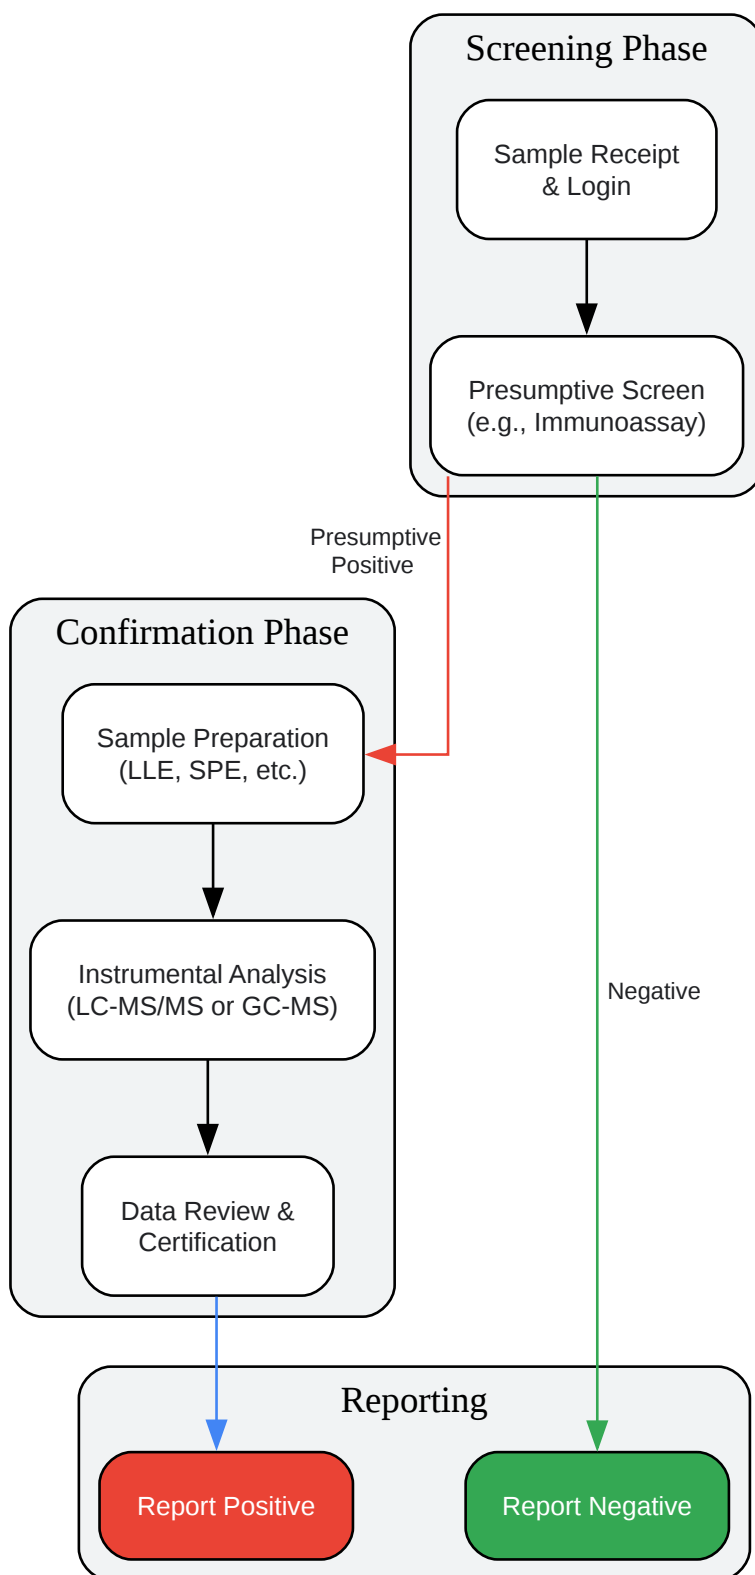 Screening Phase
Sample Receipt
& Login
Presumptive Screen
(e.g., Immunoassay)
Presumptive
Positive
Confirmation Phase
Sample Preparation
(LLE, SPE, etc.)
Instrumental Analysis
(LC-MS/MS or GC-MS)
Negative
Data Review &
Certification
Reporting
Report Positive
Report Negative